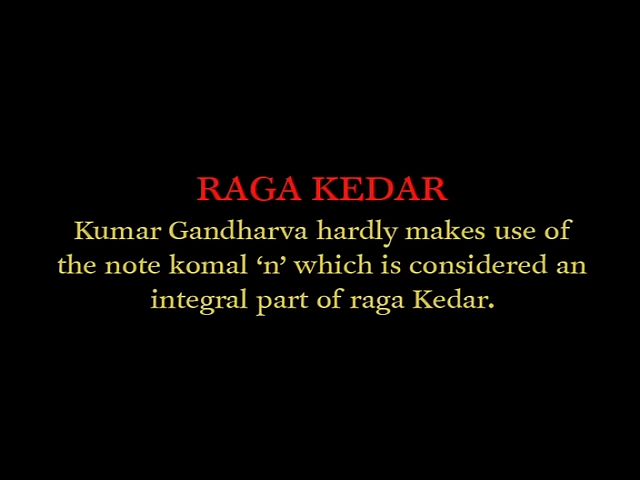 RAGA KEDAR
Kumar Gandharva hardly makes use of
the note komal ‘n’ which is considered an
integral part of raga Kedar.